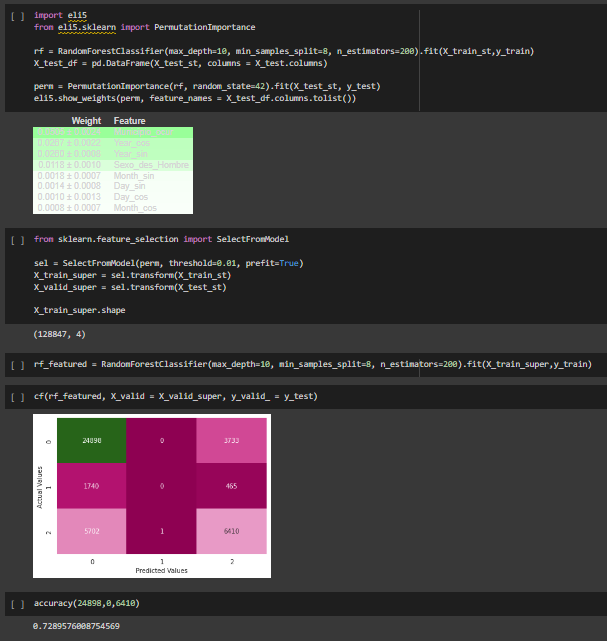 [ ] import eli5
from eli5.sklearn import PermutationImportance
rf = RandomForestClassifier(max_depth=10, min_samples_split=8, n_estimators=200).fit(X_train_st,y_train)
X_test_df = pd.DataFrame(X_test_st, columns = X_test.columns)
perm = PermutationImportance(rf, random_state=42).fit(X_test_st, y_test)
eli5.show_weights(perm, feature_names = X_test_df.columns.tolist())
Weight Feature
0.0367 ± 0.0022 Year_cos
0.0260 ± 0.0008 Year_sin
0.0118 ± 0.0010 Sexo_des_Hombre
0.0018 ± 0.0007 Month_sin
0.0014 ± 0.0008 Day_sin
0.0010 ± 0.0013 Day_cos
0.0008 ± 0.0007 Month_cos
[ ] from sklearn.feature_selection import SelectFromModel
sel = SelectFromModel(perm, threshold=0.01, prefit=True)
X_train_super = sel.transform(X_train_st)
X_valid_super = sel.transform(X_test_st)
X_train_super.shape
(128847, 4)
[ ] rf_featured = RandomForestClassifier(max_depth=10, min_samples_split=8, n_estimators=200).fit(X_train_super,y_train)
[ ] cf(rf_featured, X_valid = X_valid_super, y_valid_ = y_test)
Actual Values
0 24898 0 3733
1 1740 0 465
2 5702 1 6410
0 1 2
Predicted Values
[ ] accuracy(24898,0,6410)
0.7289576008754569